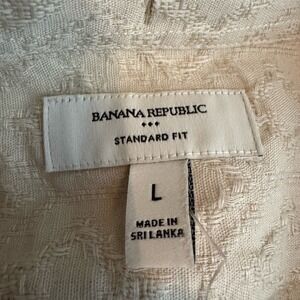 BANANA REPUBLIC
STANDARD FIT
L
MADE IN
SRI LANKA